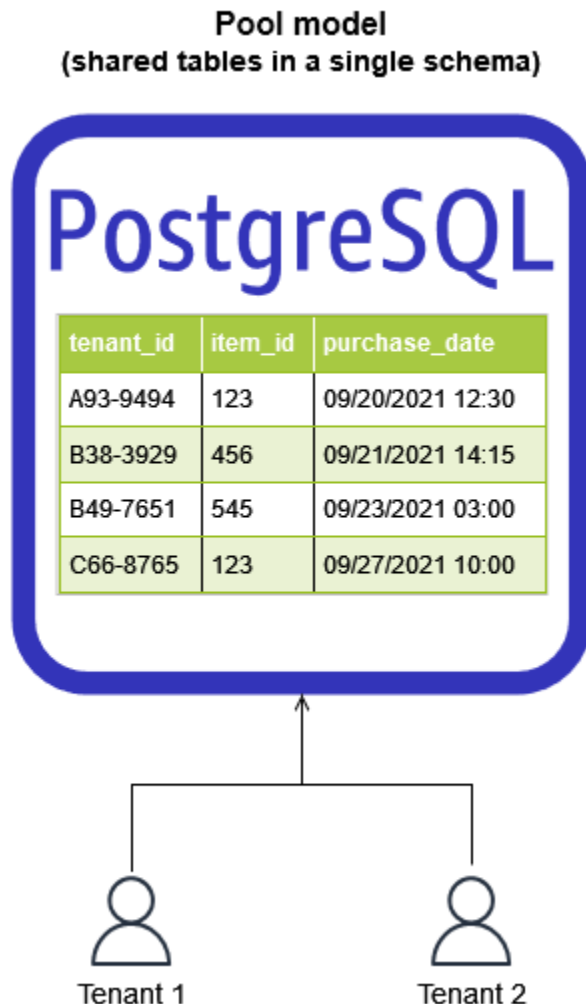 Pool model
(shared tables in a single schema)
PostgreSQL
tenant_id item_id purchase_date
A93-9494 123 09/20/2021 12:30
B38-3929 456 09/21/2021 14:15
B49-7651 545 09/23/2021 03:00
C66-8765 123 09/27/2021 10:00
Tenant 1 Tenant 2